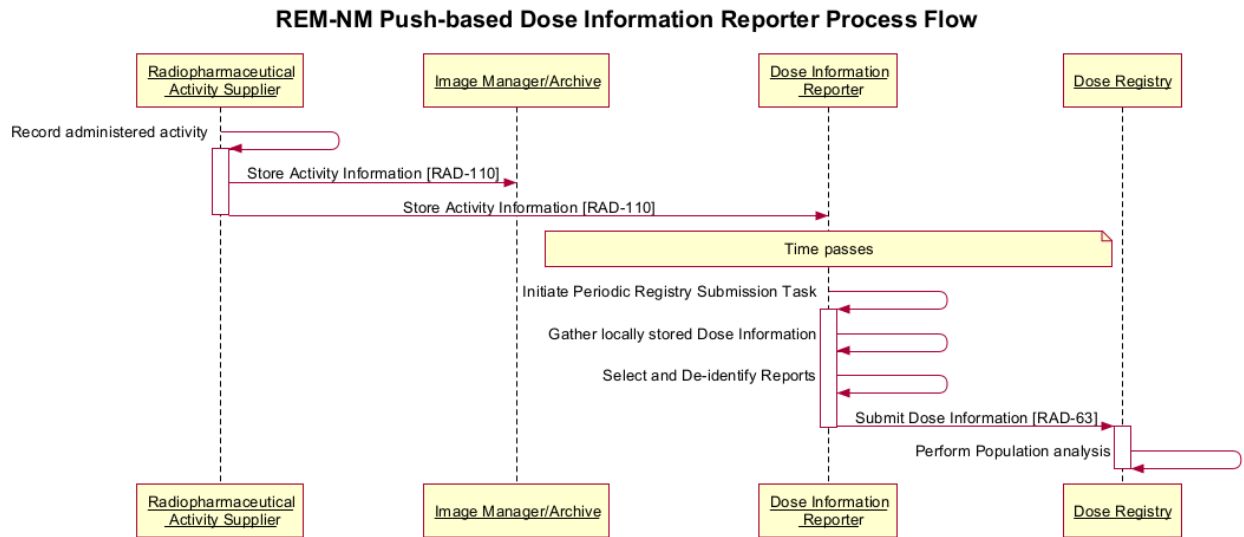 REM-NM Push-based Dose Information Reporter Process Flow
Radiopharmaceutical
Activity Supplier
Image Manager/Archive
Dose Information
Reporter
Dose Registry
Record administered activity
Store Activity Information [RAD-110]
Store Activity Information [RAD-110]
Time passes
Initiate Periodic Registry Submission Task
Gather locally stored Dose Information
Select and De-identify Reports
Submit Dose Information [RAD-63]
Perform Population analysis
Radiopharmaceutical
Activity Supplier
Image Manager/Archive
Dose Information
Reporter
Dose Registry